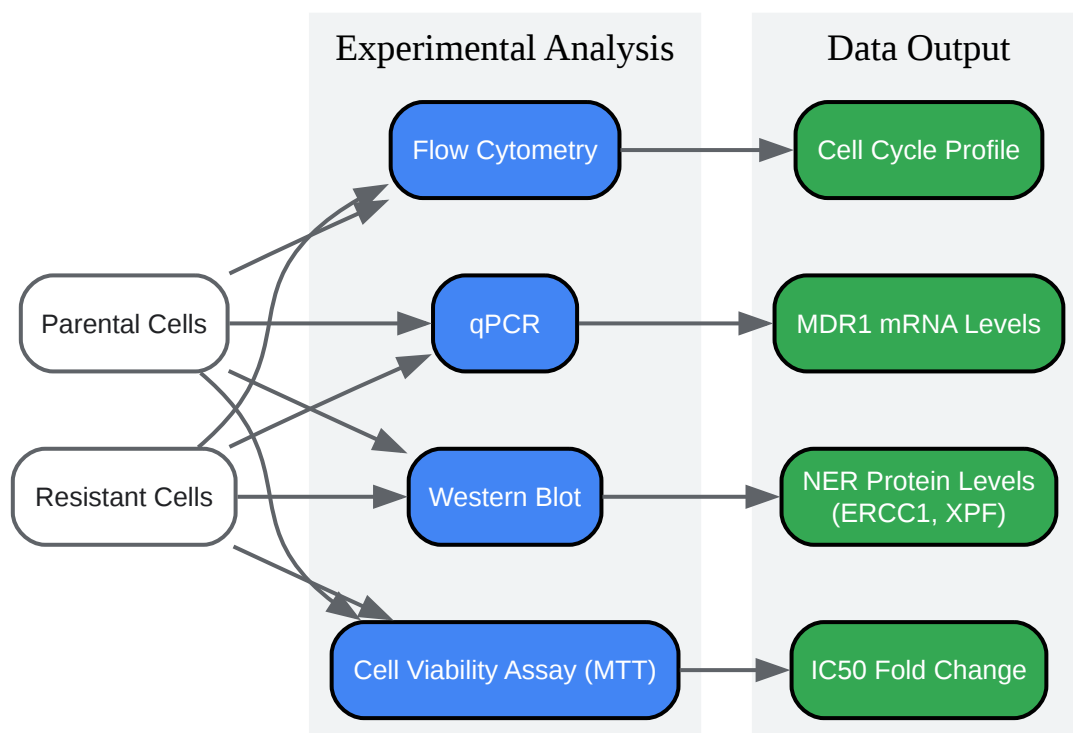 Experimental Analysis
Data Output
Flow Cytometry
Cell Cycle Profile
Parental Cells
qPCR
MDR1 mRNA Levels
Resistant Cells
Western Blot
NER Protein Levels
(ERCC1, XPF)
Cell Viability Assay (MTT)
IC50 Fold Change